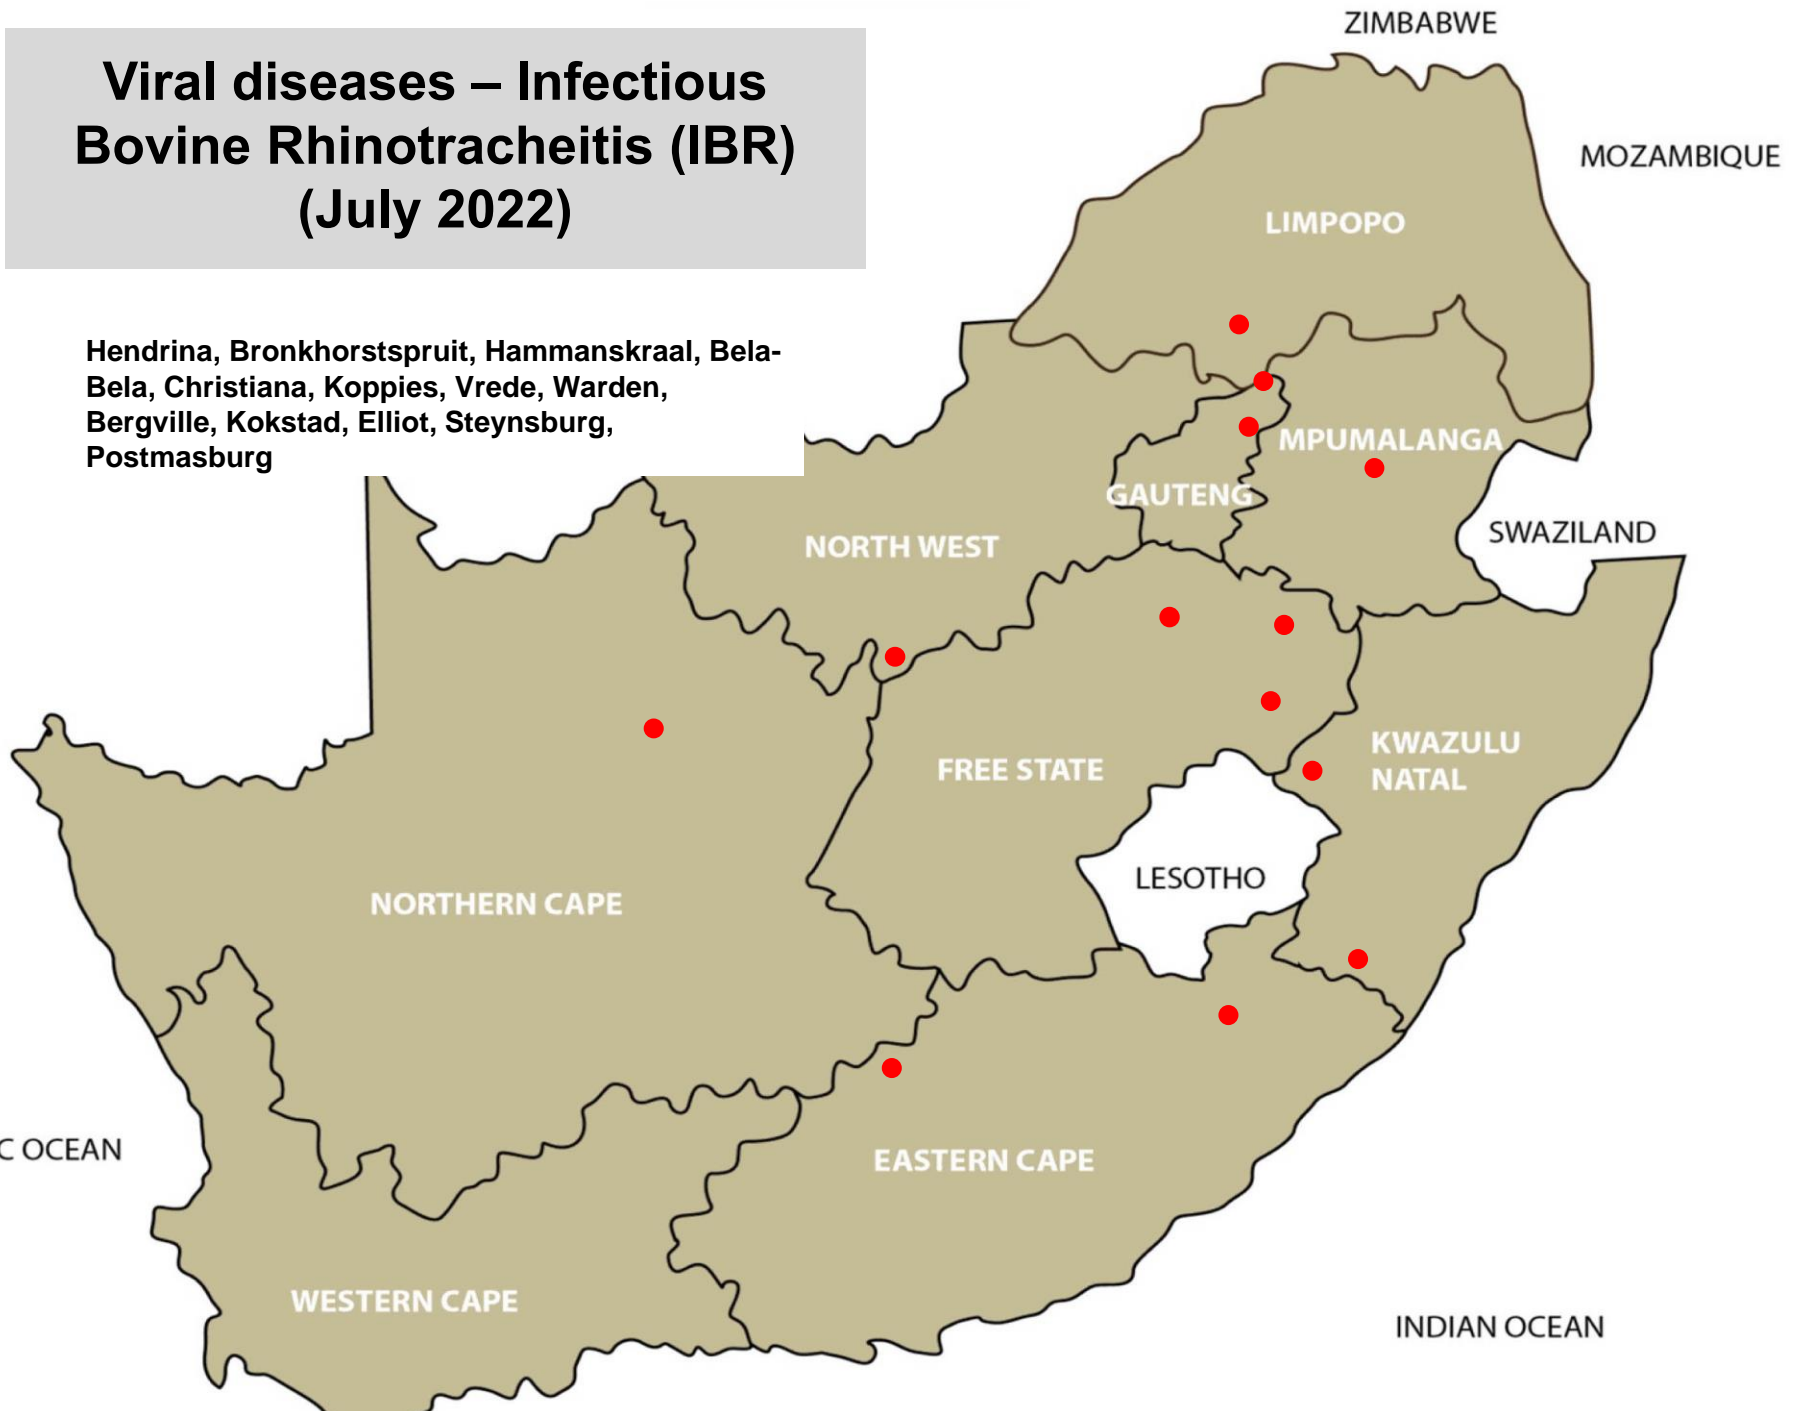 ZIMBABWE
Viral diseases – Infectious
Bovine Rhinotracheitis (IBR)
(July 2022)
MOZAMBIQUE
LIMPOPO
Hendrina, Bronkhorstspruit, Hammanskraal, Bela-
Bela, Christiana, Koppies, Vrede, Warden,
Bergville, Kokstad, Elliot, Steynsburg,
Postmasburg
MPUMALANGA
GAUTENG
SWAZILAND
NORTH WEST
KWAZULU
NATAL
FREE STATE
LESOTHO
NORTHERN CAPE
C OCEAN
EASTERN CAPE
WESTERN CAPE
INDIAN OCEAN